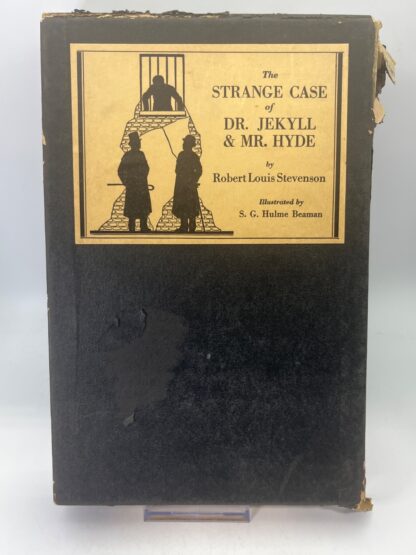 The
STRANGE CASE
of
DR. JEKYLL
& MR. HYDE
by
Robert Louis Stevenson
Illustrated by
S. G. Hulme Beaman